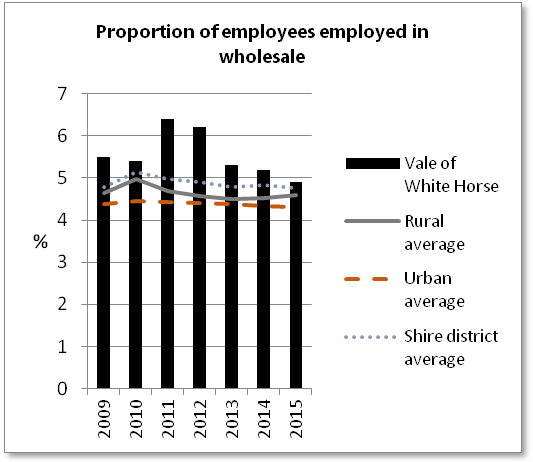 Proportion of employees employed in
wholesale
7
6
5
4
3
2
1
0
%
2009
2010
2011
2012
2013
2014
2015
Vale of
White Horse
Rural
average
Urban
average
Shire district
average